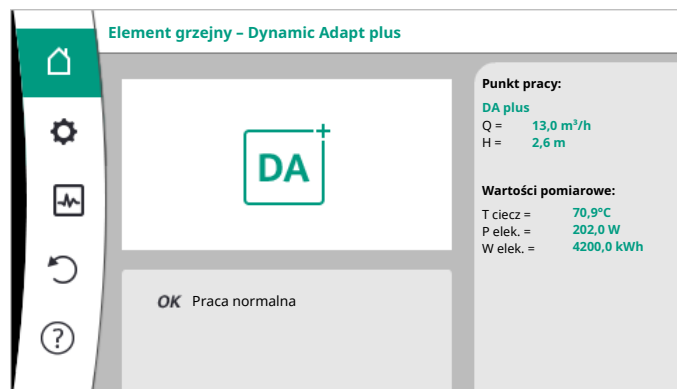 Element grzejny – Dynamic Adapt plus
DA+
OK Praca normalna
Punkt pracy:
DA plus
Q = 13,0 m³/h
H = 2,6 m
Wartości pomiarowe:
T ciecz = 70,9°C
P elek. = 202,0 W
W elek. = 4200,0 kWh
?